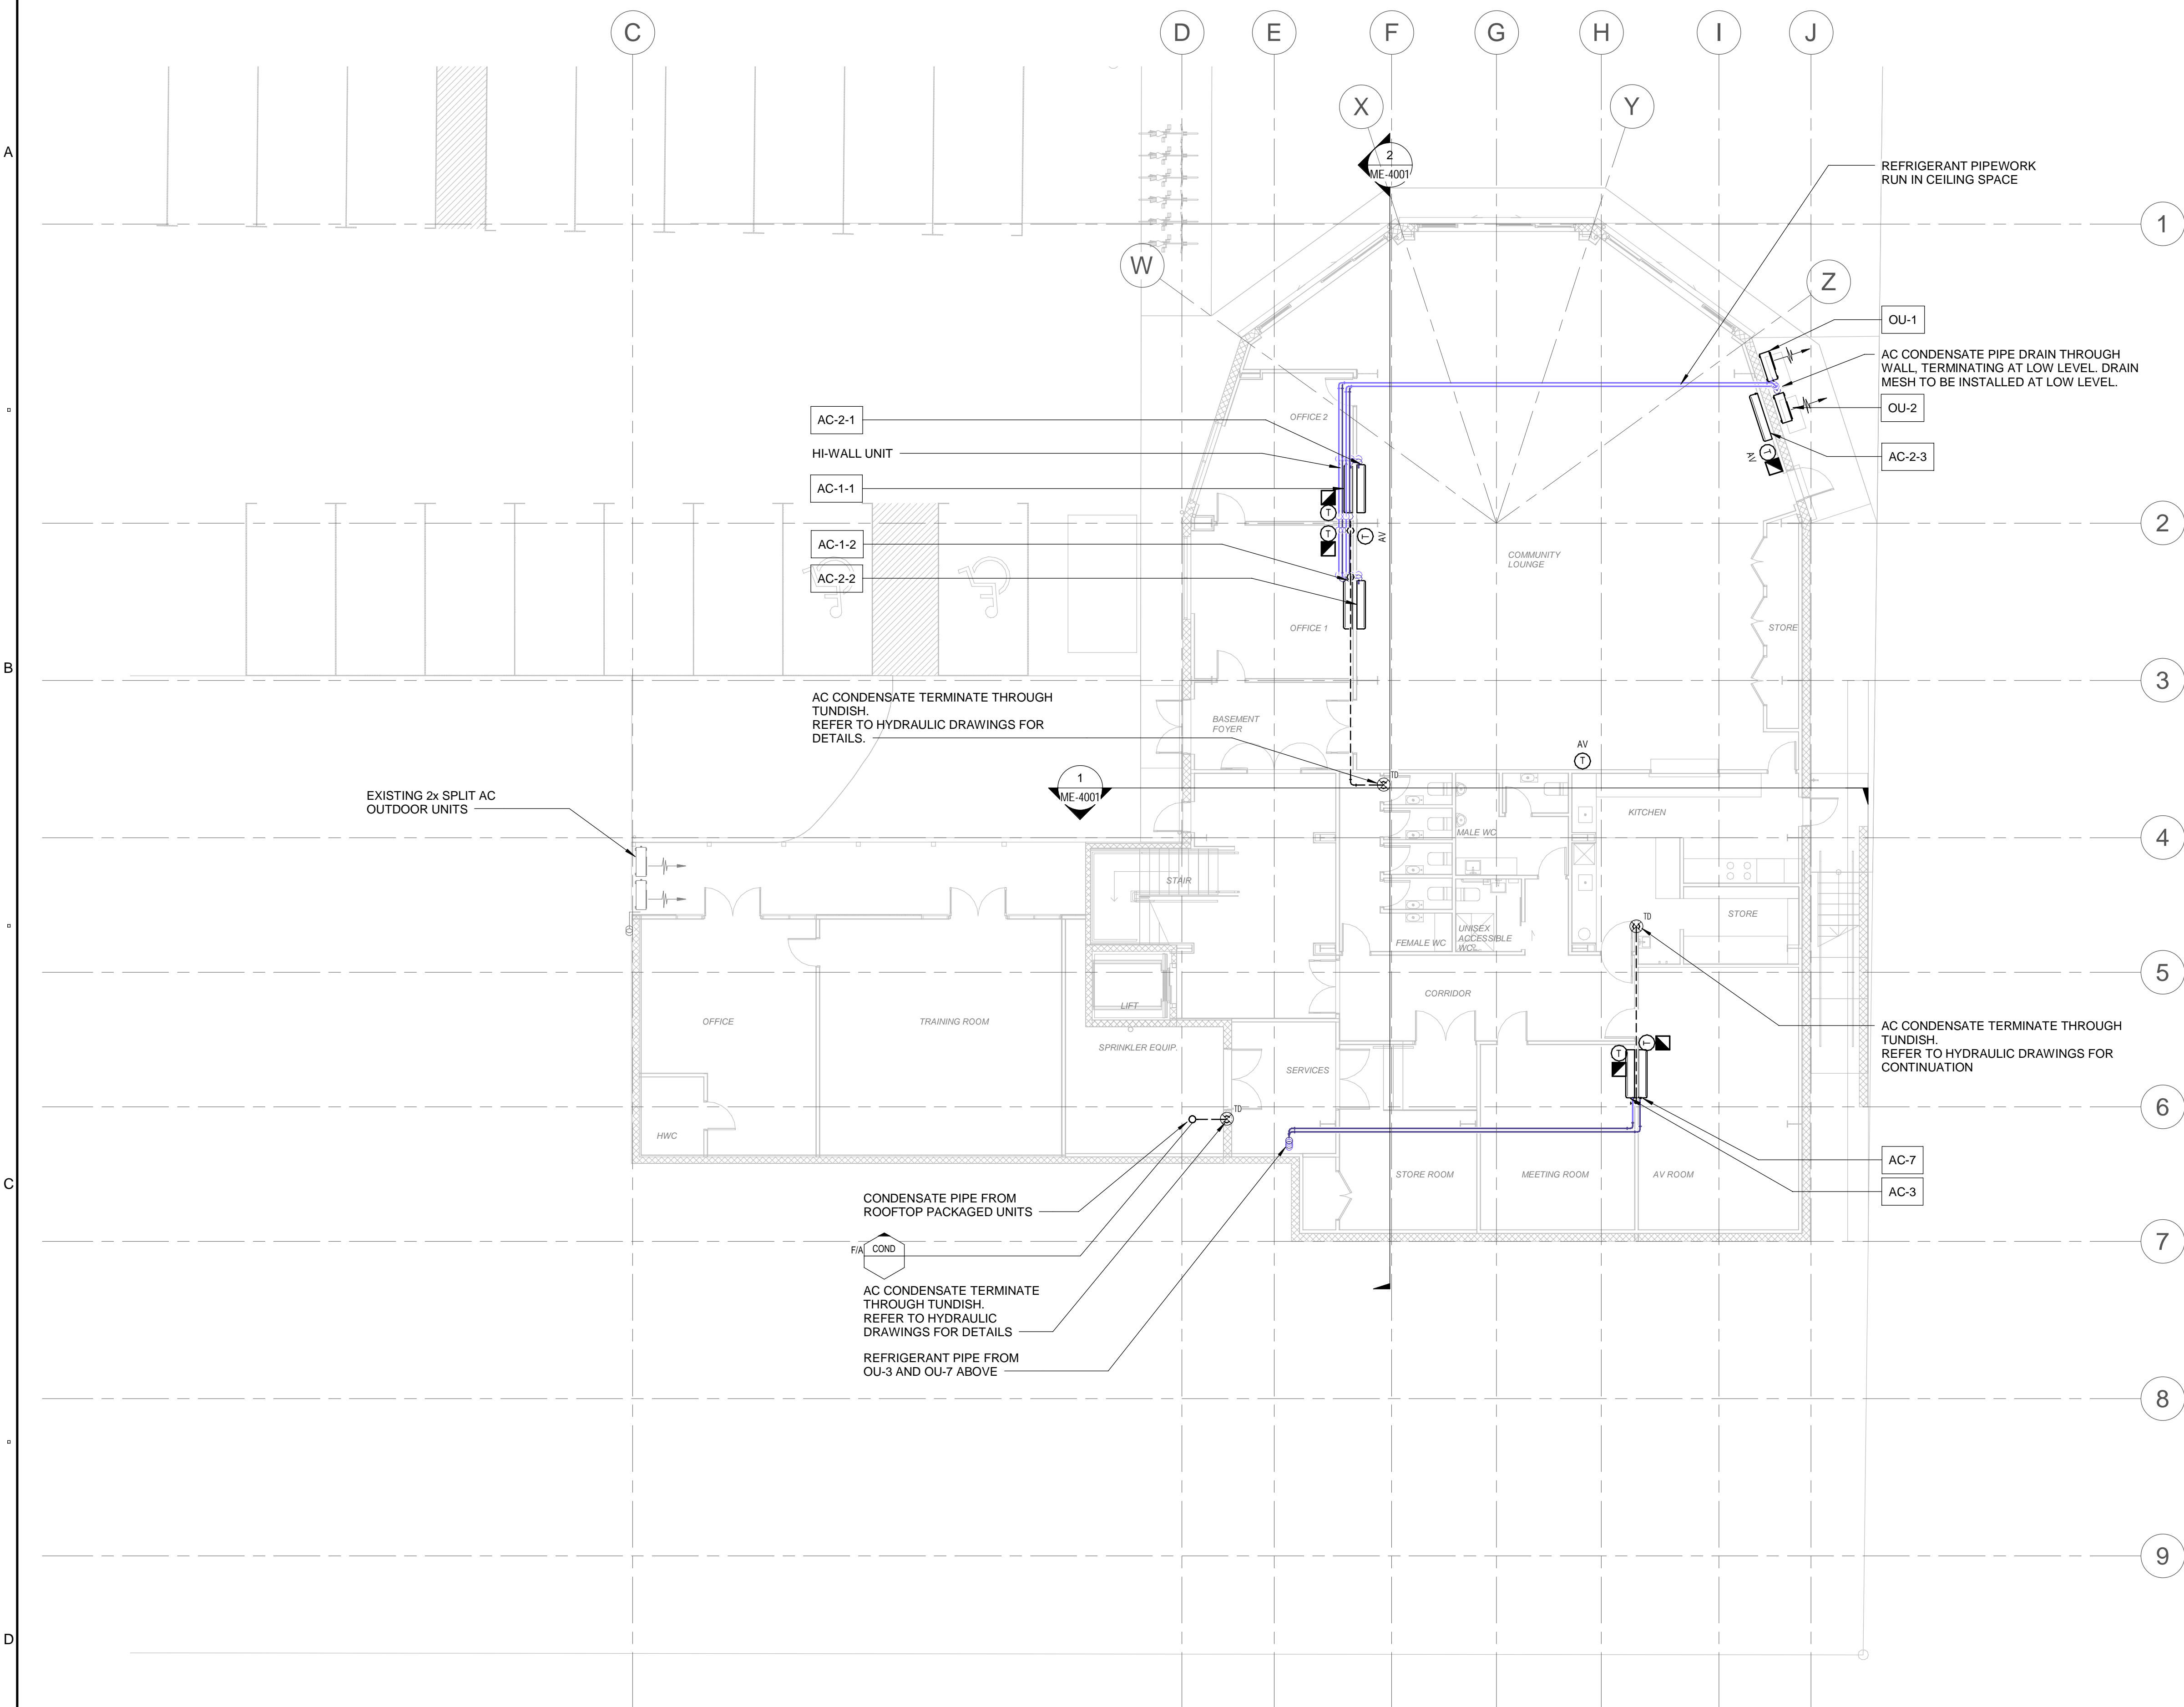 C
D
E
F
G
H
I
J
X
Y
A
2
ME-4001
REFRIGERANT PIPEWORK
RUN IN CEILING SPACE
1
W
Z
OU-1
AC CONDENSATE PIPE DRAIN THROUGH
WALL, TERMINATING AT LOW LEVEL. DRAIN
MESH TO BE INSTALLED AT LOW LEVEL.
OU-2
AC-2-3
T
AV
AC-2-1
OFFICE 2
HI-WALL UNIT
AC-1-1
T
2
T
T
AV
AC-1-2
COMMUNITY
LOUNGE
AC-2-2
OFFICE 1
STORE
B
3
AC CONDENSATE TERMINATE THROUGH
TUNDISH.
REFER TO HYDRAULIC DRAWINGS FOR
DETAILS.
BASEMENT
FOYER
AV
T
TD
1
ME-4001
EXISTING 2x SPLIT AC
OUTDOOR UNITS
KITCHEN
MALE WC
4
STAIR
STORE
TD
UNISEX
ACCESSIBLE
WC
FEMALE WC
5
CORRIDOR
LIFT
OFFICE
TRAINING ROOM
AC CONDENSATE TERMINATE THROUGH
TUNDISH.
REFER TO HYDRAULIC DRAWINGS FOR
CONTINUATION
SPRINKLER EQUIP.
T
T
SERVICES
6
TD
HWC
AC-7
STORE ROOM
MEETING ROOM
AV ROOM
C
AC-3
CONDENSATE PIPE FROM
ROOFTOP PACKAGED UNITS
7
F/A
COND
AC CONDENSATE TERMINATE
THROUGH TUNDISH.
REFER TO HYDRAULIC
DRAWINGS FOR DETAILS
REFRIGERANT PIPE FROM
OU-3 AND OU-7 ABOVE
8
9
D